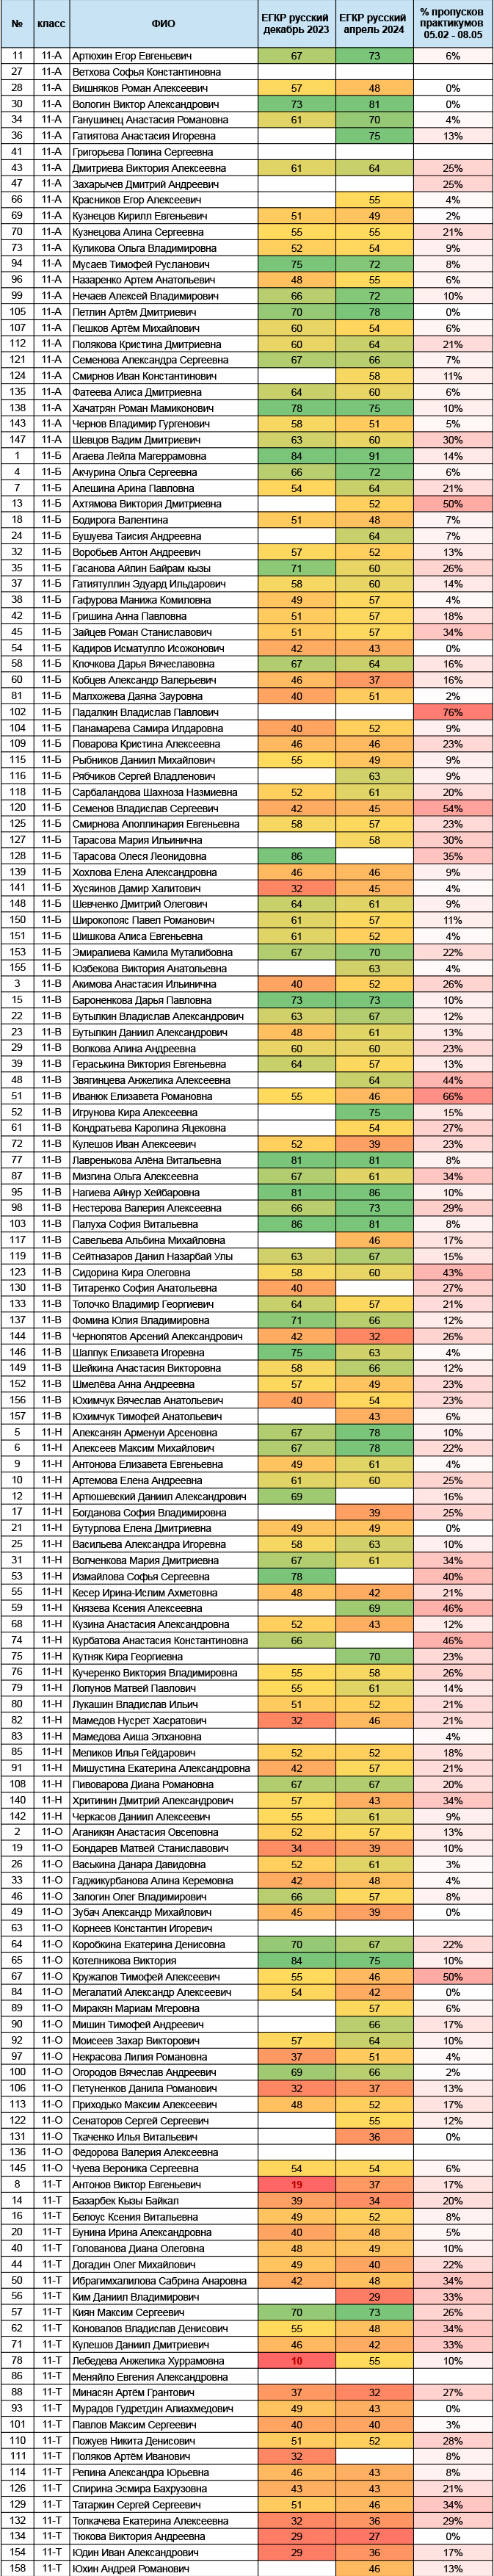 № класс ФИО ЕГКР русский декабрь 2023 ЕГКР русский апрель 2024 % пропусков практикумов 05.02 - 08.05
11 11-А Артюхин Егор Евгеньевич 67 73 6%
27 11-А Ветхова Софья Константиновна
28 11-А Вишняков Роман Алексеевич 57 48 0%
30 11-А Вологин Виктор Александрович 73 81 0%
34 11-А Ганушинец Анастасия Романовна 61 70 4%
36 11-А Гатиятова Анастасия Игоревна 75 13%
41 11-А Григорьева Полина Сергеевна
43 11-А Дмитриева Виктория Алексеевна 61 64 25%
47 11-А Захарычев Дмитрий Андреевич 25%
66 11-А Красников Егор Алексеевич 55 4%
69 11-А Кузнецов Кирилл Евгеньевич 51 49 2%
70 11-А Кузнецова Алина Сергеевна 55 55 21%
73 11-А Куликова Ольга Владимировна 52 54 9%
94 11-А Мусаев Тимофей Русланович 75 72 8%
96 11-А Назаренко Артем Анатольевич 48 55 6%
99 11-А Нечаев Алексей Владимирович 66 72 10%
105 11-А Петлин Артём Дмитриевич 70 78 0%
107 11-А Пешков Артём Михайлович 60 54 6%
112 11-А Полякова Кристина Дмитриевна 60 64 21%
121 11-А Семенова Александра Сергеевна 67 66 7%
124 11-А Смирнов Иван Константинович 58 11%
135 11-А Фатеева Алиса Дмитриевна 64 60 6%
138 11-А Хачатрян Роман Мамиконович 78 75 10%
143 11-А Чернов Владимир Гургенович 58 51 5%
147 11-А Шевцов Вадим Дмитриевич 63 60 30%
1 11-Б Агаева Лейла Магеррамовна 84 91 14%
4 11-Б Акчурина Ольга Сергеевна 66 72 6%
7 11-Б Алешина Арина Павловна 54 64 21%
13 11-Б Ахтямова Виктория Дмитриевна 52 50%
18 11-Б Бодирога Валентина 51 48 7%
24 11-Б Бушуева Таисия Андреевна 64 7%
32 11-Б Воробьев Антон Андреевич 57 52 13%
35 11-Б Гасанова Айлин Байрам кызы 71 60 26%
37 11-Б Гатиятуллин Эдуард Ильдарович 58 60 14%
38 11-Б Гафурова Манижа Комиловна 49 57 4%
42 11-Б Гришина Анна Павловна 51 57 18%
45 11-Б Зайцев Роман Станиславович 51 57 34%
54 11-Б Кадиров Исматулло Исожонович 42 43 0%
58 11-Б Клочкова Дарья Вячеславовна 67 64 16%
60 11-Б Кобцев Александр Валерьевич 46 37 16%
81 11-Б Малхожева Даяна Зауровна 40 51 2%
102 11-Б Падалкин Владислав Павлович 76%
104 11-Б Панамарева Самира Илдаровна 40 52 9%
109 11-Б Поварова Кристина Алексеевна 46 46 23%
115 11-Б Рыбников Даниил Михайлович 55 49 9%
116 11-Б Рябчиков Сергей Владленович 63 9%
118 11-Б Сарбаландова Шахноза Назмиевна 52 61 20%
120 11-Б Семенов Владислав Сергеевич 42 45 54%
125 11-Б Смирнова Аполлинария Евгеньевна 58 57 23%
127 11-Б Тарасова Мария Ильинична 58 30%
128 11-Б Тарасова Олеся Леонидовна 86 35%
139 11-Б Хохлова Елена Александровна 46 46 9%
141 11-Б Хусяинов Дамир Халитович 32 45 4%
148 11-Б Шевченко Дмитрий Олегович 64 61 9%
150 11-Б Широкопояс Павел Романович 61 57 11%
151 11-Б Шишкова Алиса Евгеньевна 61 52 4%
153 11-Б Эмиралиева Камила Муталибовна 67 70 22%
155 11-Б Юзбекова Виктория Анатольевна 63 4%
3 11-В Акимова Анастасия Ильинична 40 52 26%
15 11-В Бароненкова Дарья Павловна 73 73 10%
22 11-В Бутылкин Владислав Александрович 63 67 12%
23 11-В Бутылкин Даниил Александрович 48 61 13%
29 11-В Волкова Алина Андреевна 60 60 23%
39 11-В Гераськина Виктория Евгеньевна 64 57 13%
48 11-В Звягинцева Анжелика Алексеевна 64 44%
51 11-В Иванюк Елизавета Романовна 55 46 66%
52 11-В Игрунова Кира Алексеевна 75 15%
61 11-В Кондратьева Каролина Яцековна 54 27%
72 11-В Кулешов Иван Алексеевич 52 39 23%
77 11-В Лавренькова Алёна Витальевна 81 81 8%
87 11-В Мизгина Ольга Алексеевна 67 61 34%
95 11-В Нагиева Айнур Хейбаровна 81 86 10%
98 11-В Нестерова Валерия Алексеевна 66 73 29%
103 11-В Палуха София Витальевна 86 81 8%
117 11-В Савельева Альбина Михайловна 46 17%
119 11-В Сейтназаров Данил Назарбай Улы 63 67 15%
123 11-В Сидорина Кира Олеговна 58 60 43%
130 11-В Титаренко София Анатольевна 40 27%
133 11-В Толочко Владимир Георгиевич 64 57 21%
137 11-В Фомина Юлия Владимировна 71 66 12%
144 11-В Чернопятов Арсений Александрович 42 32 26%
146 11-В Шалпук Елизавета Игоревна 75 63 4%
149 11-В Шейкина Анастасия Викторовна 58 66 12%
152 11-В Шмелёва Анна Андреевна 57 49 23%
156 11-В Юхимчук Вячеслав Анатольевич 40 54 23%
157 11-В Юхимчук Тимофей Анатольевич 43 6%
5 11-Н Алексанян Арменуи Арсеновна 67 78 10%
6 11-Н Алексеев Максим Михайлович 67 78 22%
9 11-Н Антонова Елизавета Евгеньевна 49 61 4%
10 11-Н Артемова Елена Андреевна 61 60 25%
12 11-Н Артюшевский Даниил Александрович 69 16%
17 11-Н Богданова София Владимировна 39 25%
21 11-Н Бутурлова Елена Дмитриевна 49 49 0%
25 11-Н Васильева Александра Игоревна 58 63 10%
31 11-Н Волченкова Мария Дмитриевна 67 61 34%
53 11-Н Измайлова Софья Сергеевна 78 40%
55 11-Н Кесер Ирина-Ислим Ахметовна 48 42 21%
59 11-Н Князева Ксения Алексеевна 69 46%
68 11-Н Кузина Анастасия Александровна 52 43 12%
74 11-Н Курбатова Анастасия Константиновна 66 46%
75 11-Н Кутняк Кира Георгиевна 70 23%
76 11-Н Кучеренко Виктория Владимировна 55 58 26%
79 11-Н Лопунов Матвей Павлович 55 61 14%
80 11-Н Лукашин Владислав Ильич 51 52 21%
82 11-Н Мамедов Нусрет Хасратович 32 46 21%
83 11-Н Мамедова Аиша Элхановна 4%
85 11-Н Меликов Илья Гейдарович 52 52 18%
91 11-Н Мишустина Екатерина Александровна 42 57 21%
108 11-Н Пивоварова Диана Романовна 67 67 20%
140 11-Н Хритинин Дмитрий Александрович 57 43 34%
142 11-Н Черкасов Даниил Алексеевич 55 61 9%
2 11-О Аганикян Анастасия Овсеповна 52 57 13%
19 11-О Бондарев Матвей Станиславович 34 39 10%
26 11-О Васькина Данара Давидовна 52 61 3%
33 11-О Гаджикурбанова Алина Керемовна 42 48 4%
46 11-О Залогин Олег Владимирович 66 57 8%
49 11-О Зубач Александр Михайлович 45 39 0%
63 11-О Корнеев Константин Игоревич
64 11-О Коробкина Екатерина Денисовна 70 67 22%
65 11-О Котелникова Виктория 84 75 10%
67 11-О Кружалов Тимофей Алексеевич 55 46 50%
84 11-О Мегалатий Александр Алексеевич 54 42 0%
89 11-О Миракян Мариам Мгеровна 57 6%
90 11-О Мишин Тимофей Андреевич 66 17%
92 11-О Моисеев Захар Викторович 57 64 10%
97 11-О Некрасова Лилия Романовна 37 51 4%
100 11-О Огородов Вячеслав Андреевич 69 66 2%
106 11-О Петуненков Данила Романович 32 37 13%
113 11-О Приходько Максим Алексеевич 48 52 17%
122 11-О Сенаторов Сергей Сергеевич 55 12%
131 11-О Ткаченко Илья Витальевич 36 0%
136 11-О Фёдорова Валерия Алексеевна
145 11-О Чуева Вероника Сергеевна 54 54 6%
8 11-Т Антонов Виктор Евгеньевич 19 37 17%
14 11-Т Базарбек Кызы Байкал 39 34 20%
16 11-Т Белоус Ксения Витальевна 49 52 8%
20 11-Т Бунина Ирина Александровна 40 48 5%
40 11-Т Голованова Диана Олеговна 48 49 10%
44 11-Т Догадин Олег Михайлович 49 40 22%
50 11-Т Ибрагимхалилова Сабрина Анаровна 42 48 34%
56 11-Т Ким Даниил Владимирович 29 33%
57 11-Т Киян Максим Сергеевич 70 73 26%
62 11-Т Коновалов Владислав Денисович 55 48 34%
71 11-Т Кулешов Даниил Дмитриевич 46 42 33%
78 11-Т Лебедева Анжелика Хуррамовна 10 55 10%
86 11-Т Меняйло Евгения Александровна
88 11-Т Минасян Артём Грантович 37 32 27%
93 11-Т Мурадов Гудретдин Алиахмедович 49 43 0%
101 11-Т Павлов Максим Сергеевич 40 40 3%
110 11-Т Пожуев Никита Денисович 51 52 28%
111 11-Т Поляков Артём Иванович 32 8%
114 11-Т Репина Александра Юрьевна 46 43 8%
126 11-Т Спирина Эсмира Бахрузовна 43 43 21%
129 11-Т Татаркин Сергей Сергеевич 51 46 34%
132 11-Т Толкачева Екатерина Алексеевна 32 36 29%
134 11-Т Тюкова Виктория Андреевна 29 27 0%
154 11-Т Юдин Иван Александрович 29 36 17%
158 11-Т Юхин Андрей Романович 46 13%